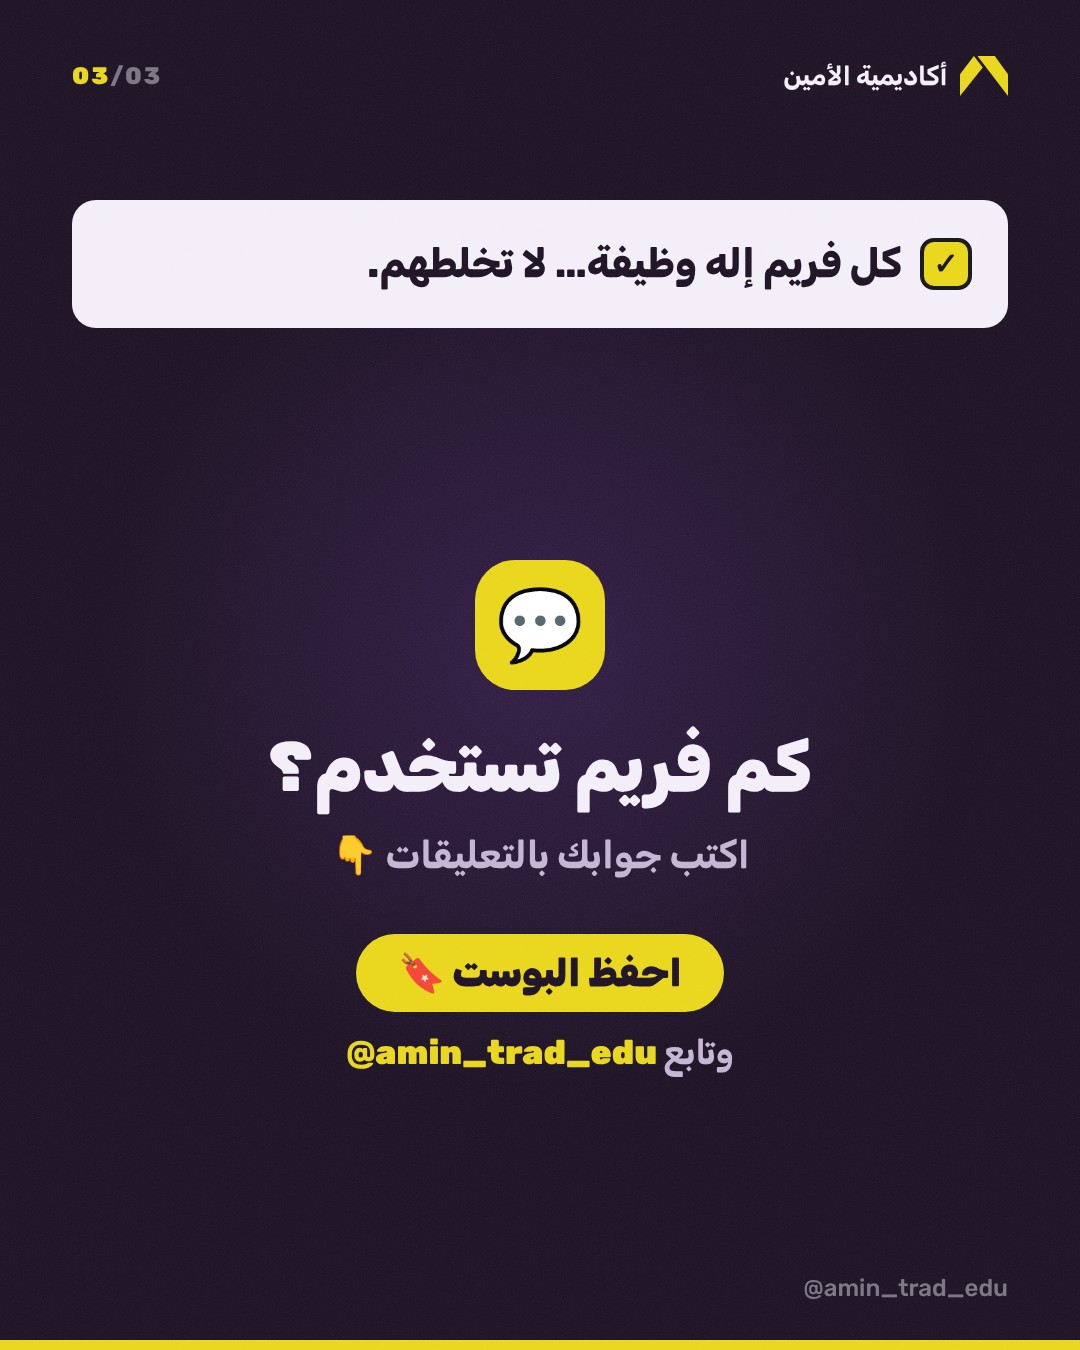 أكاديمية الأمين
03/03
✓ كل فريم إله وظيفة... لا تخلطهم.
كم فريم تستخدم؟
اكتب جوابك بالتعليقات 👇
احفظ البوست 🔖
وتابع @amin_trad_edu
@amin_trad_edu